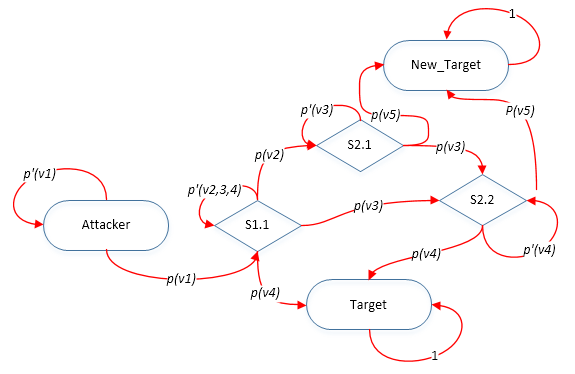 1
New_Target
p'(v3)
p(v5)
P(v5)
S2.1
p(v2)
p(v3)
p'(v1)
p'(v2,3,4)
S2.2
p(v3)
Attacker
S1.1
p'(v4)
p(v4)
p(v1)
p(v4)
Target
1